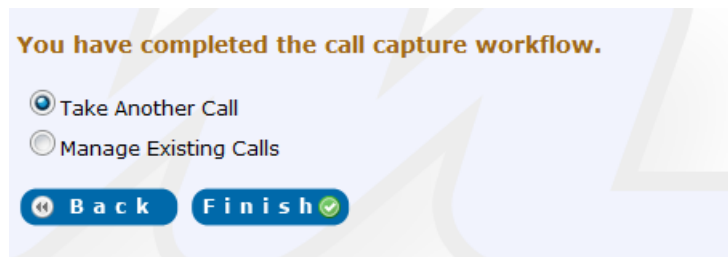 You have completed the call capture workflow.
Take Another Call
Manage Existing Calls
Back Finish